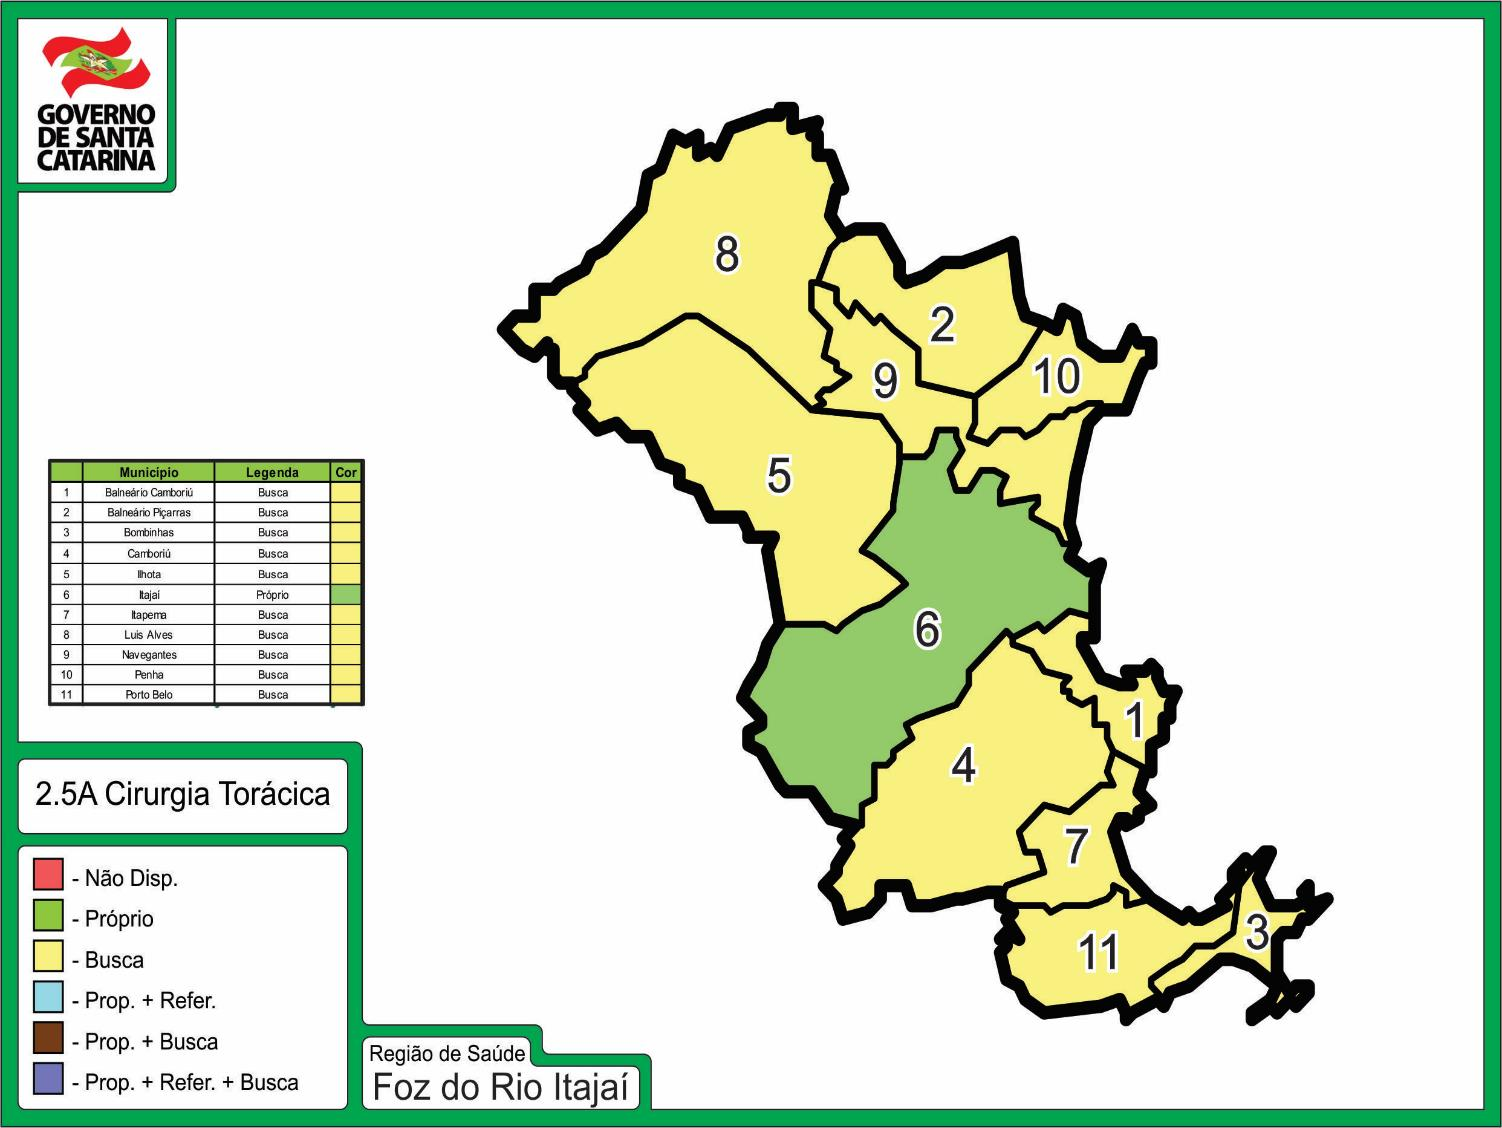 GOVERNO
DE SANTA
CATARINA
8
2
10
9
5
6
1
4
7
3
11
Município Legenda Cor
1 Balneário Camboriú Busca
2 Balneário Piçarras Busca
3 Bombinhas Busca
4 Camboriú Busca
5 Ilhota Busca
6 Itajaí Próprio
7 Itapema Busca
8 Luis Alves Busca
9 Navegantes Busca
10 Penha Busca
11 Porto Belo Busca
2.5A Cirurgia Torácica
- Não Disp.
- Próprio
- Busca
- Prop. + Refer.
- Prop. + Busca
- Prop. + Refer. + Busca
Região de Saúde
Foz do Rio Itajaí